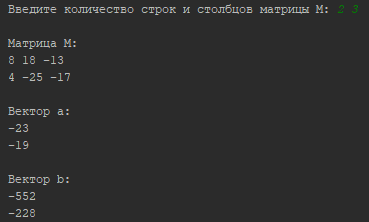 Введите количество строк и столбцов матрицы M: 2 3
Матрица M:
8 18 -13
4 -25 -17
Вектор a:
-23
-19
Вектор b:
-552
-228